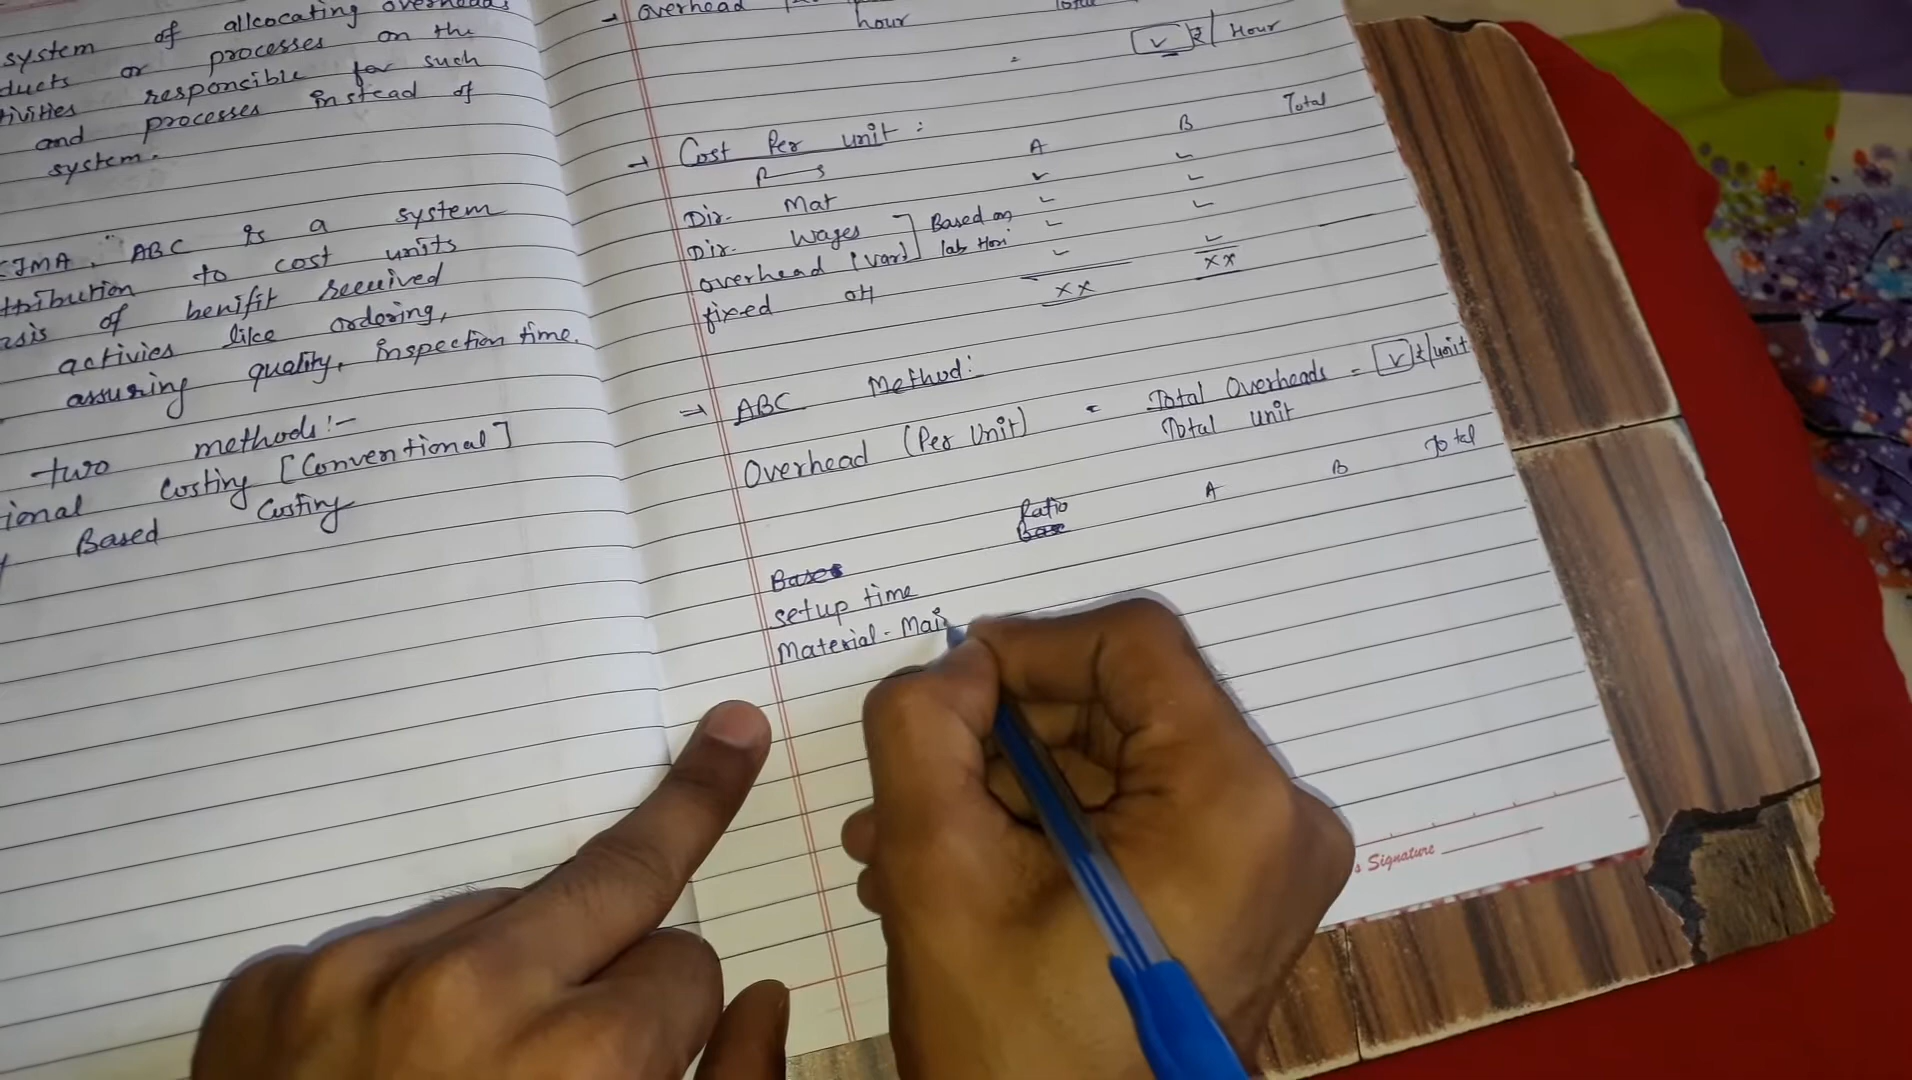 system of allcocating overheads
ducts or processes on the
tivities responsible for such
and processes instead of
system.
CIMA, "ABC is a system
ttribution to cost units
asis of benifit received
activies like ordering,
assuring quality, inspection time.
two methods:-
ional Costing [Conventional]
Based Costing
→ overhead
hour
= [✓] ₹/Hour
→ Cost Per unit :
P S A B Total
Dir. Mat ✓ ✓
Dir. Wages ✓ ✓
overhead (var) ] Based on lab Hou ✓ ✓
fixed OH ✓ ✓
XX XX
⇒ ABC Method:
Overhead (Per Unit) = Total Overheads = [✓] ₹/unit
Total unit
Ratio A B Total
setup time
Material - Mai
s Signature